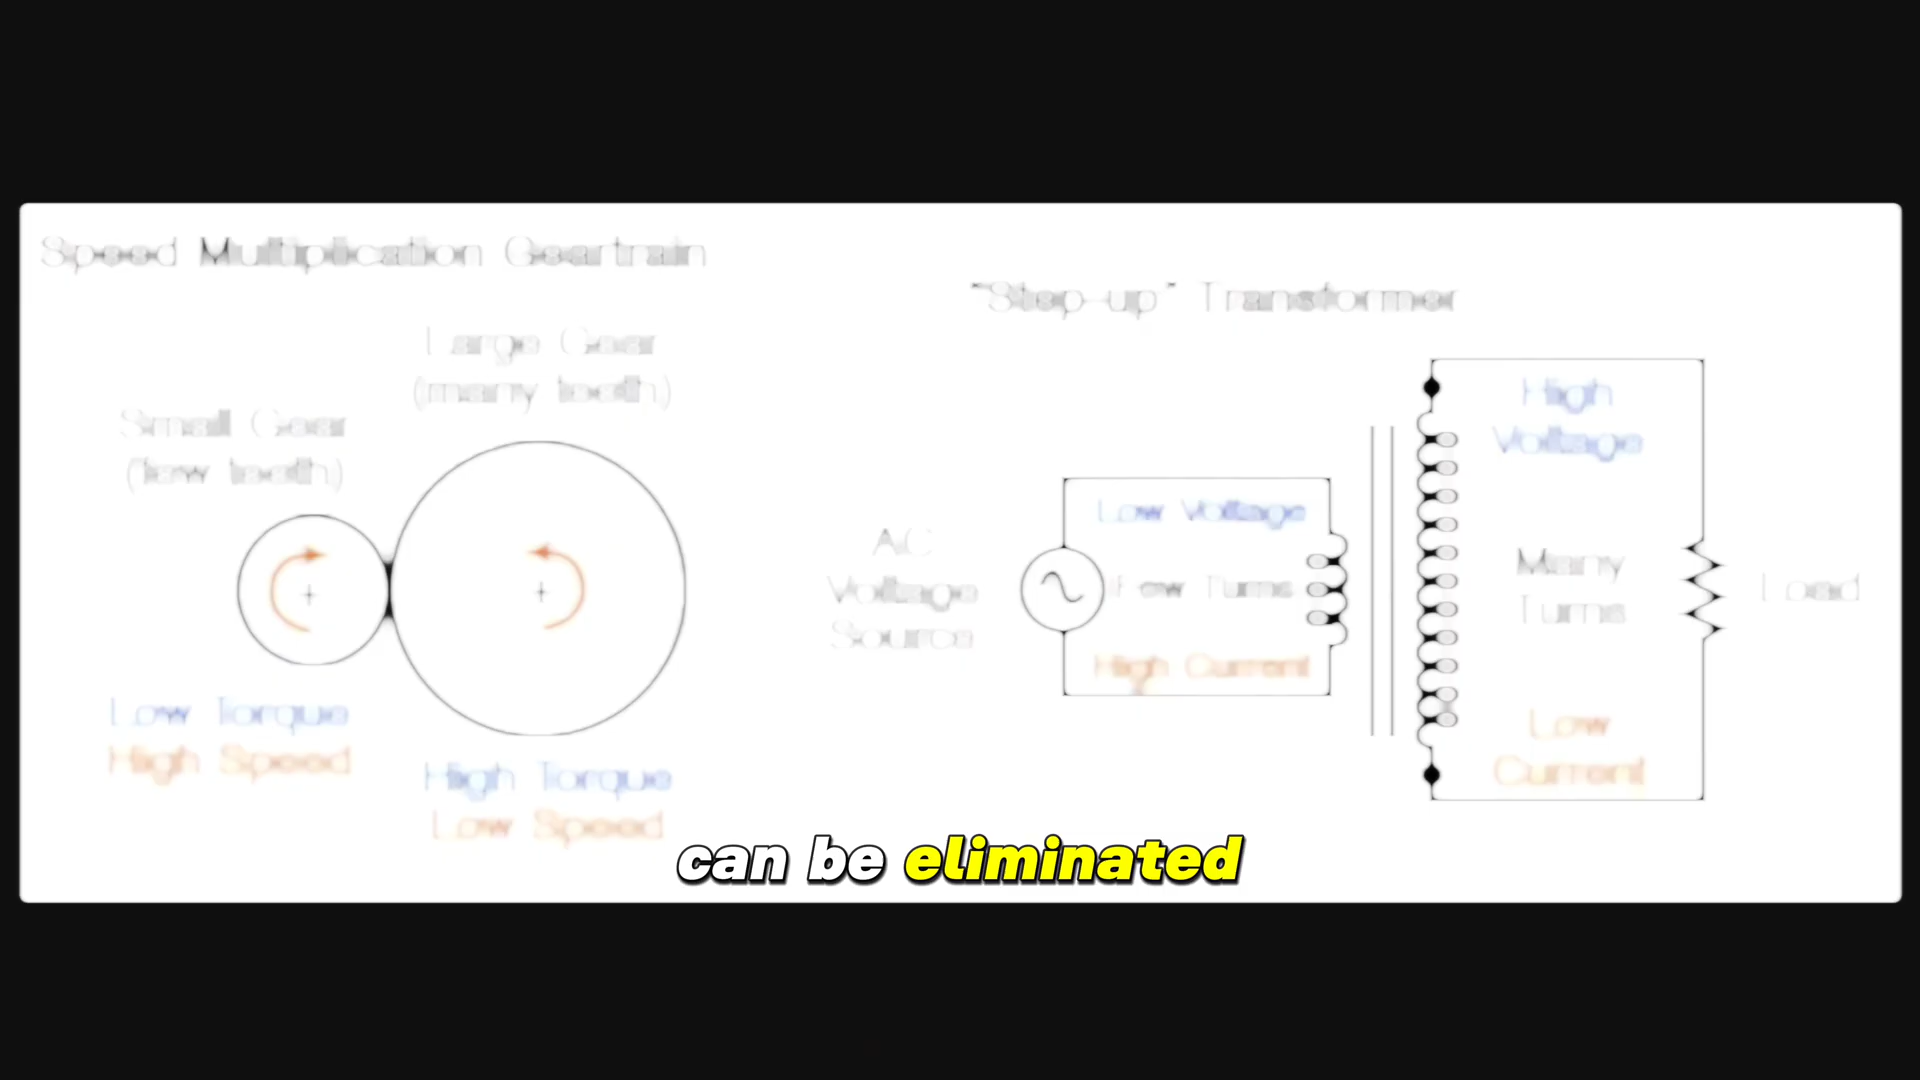 Speed Multiplication Geartrain
"Step-up" Transformer
Large Gear
(many teeth)
Small Gear
(few teeth)
Low Torque
High Speed
High Torque
Low Speed
AC
Voltage
Source
Low Voltage
Few Turns
High Current
High
Voltage
Many
Turns
Low
Current
Load
can be eliminated